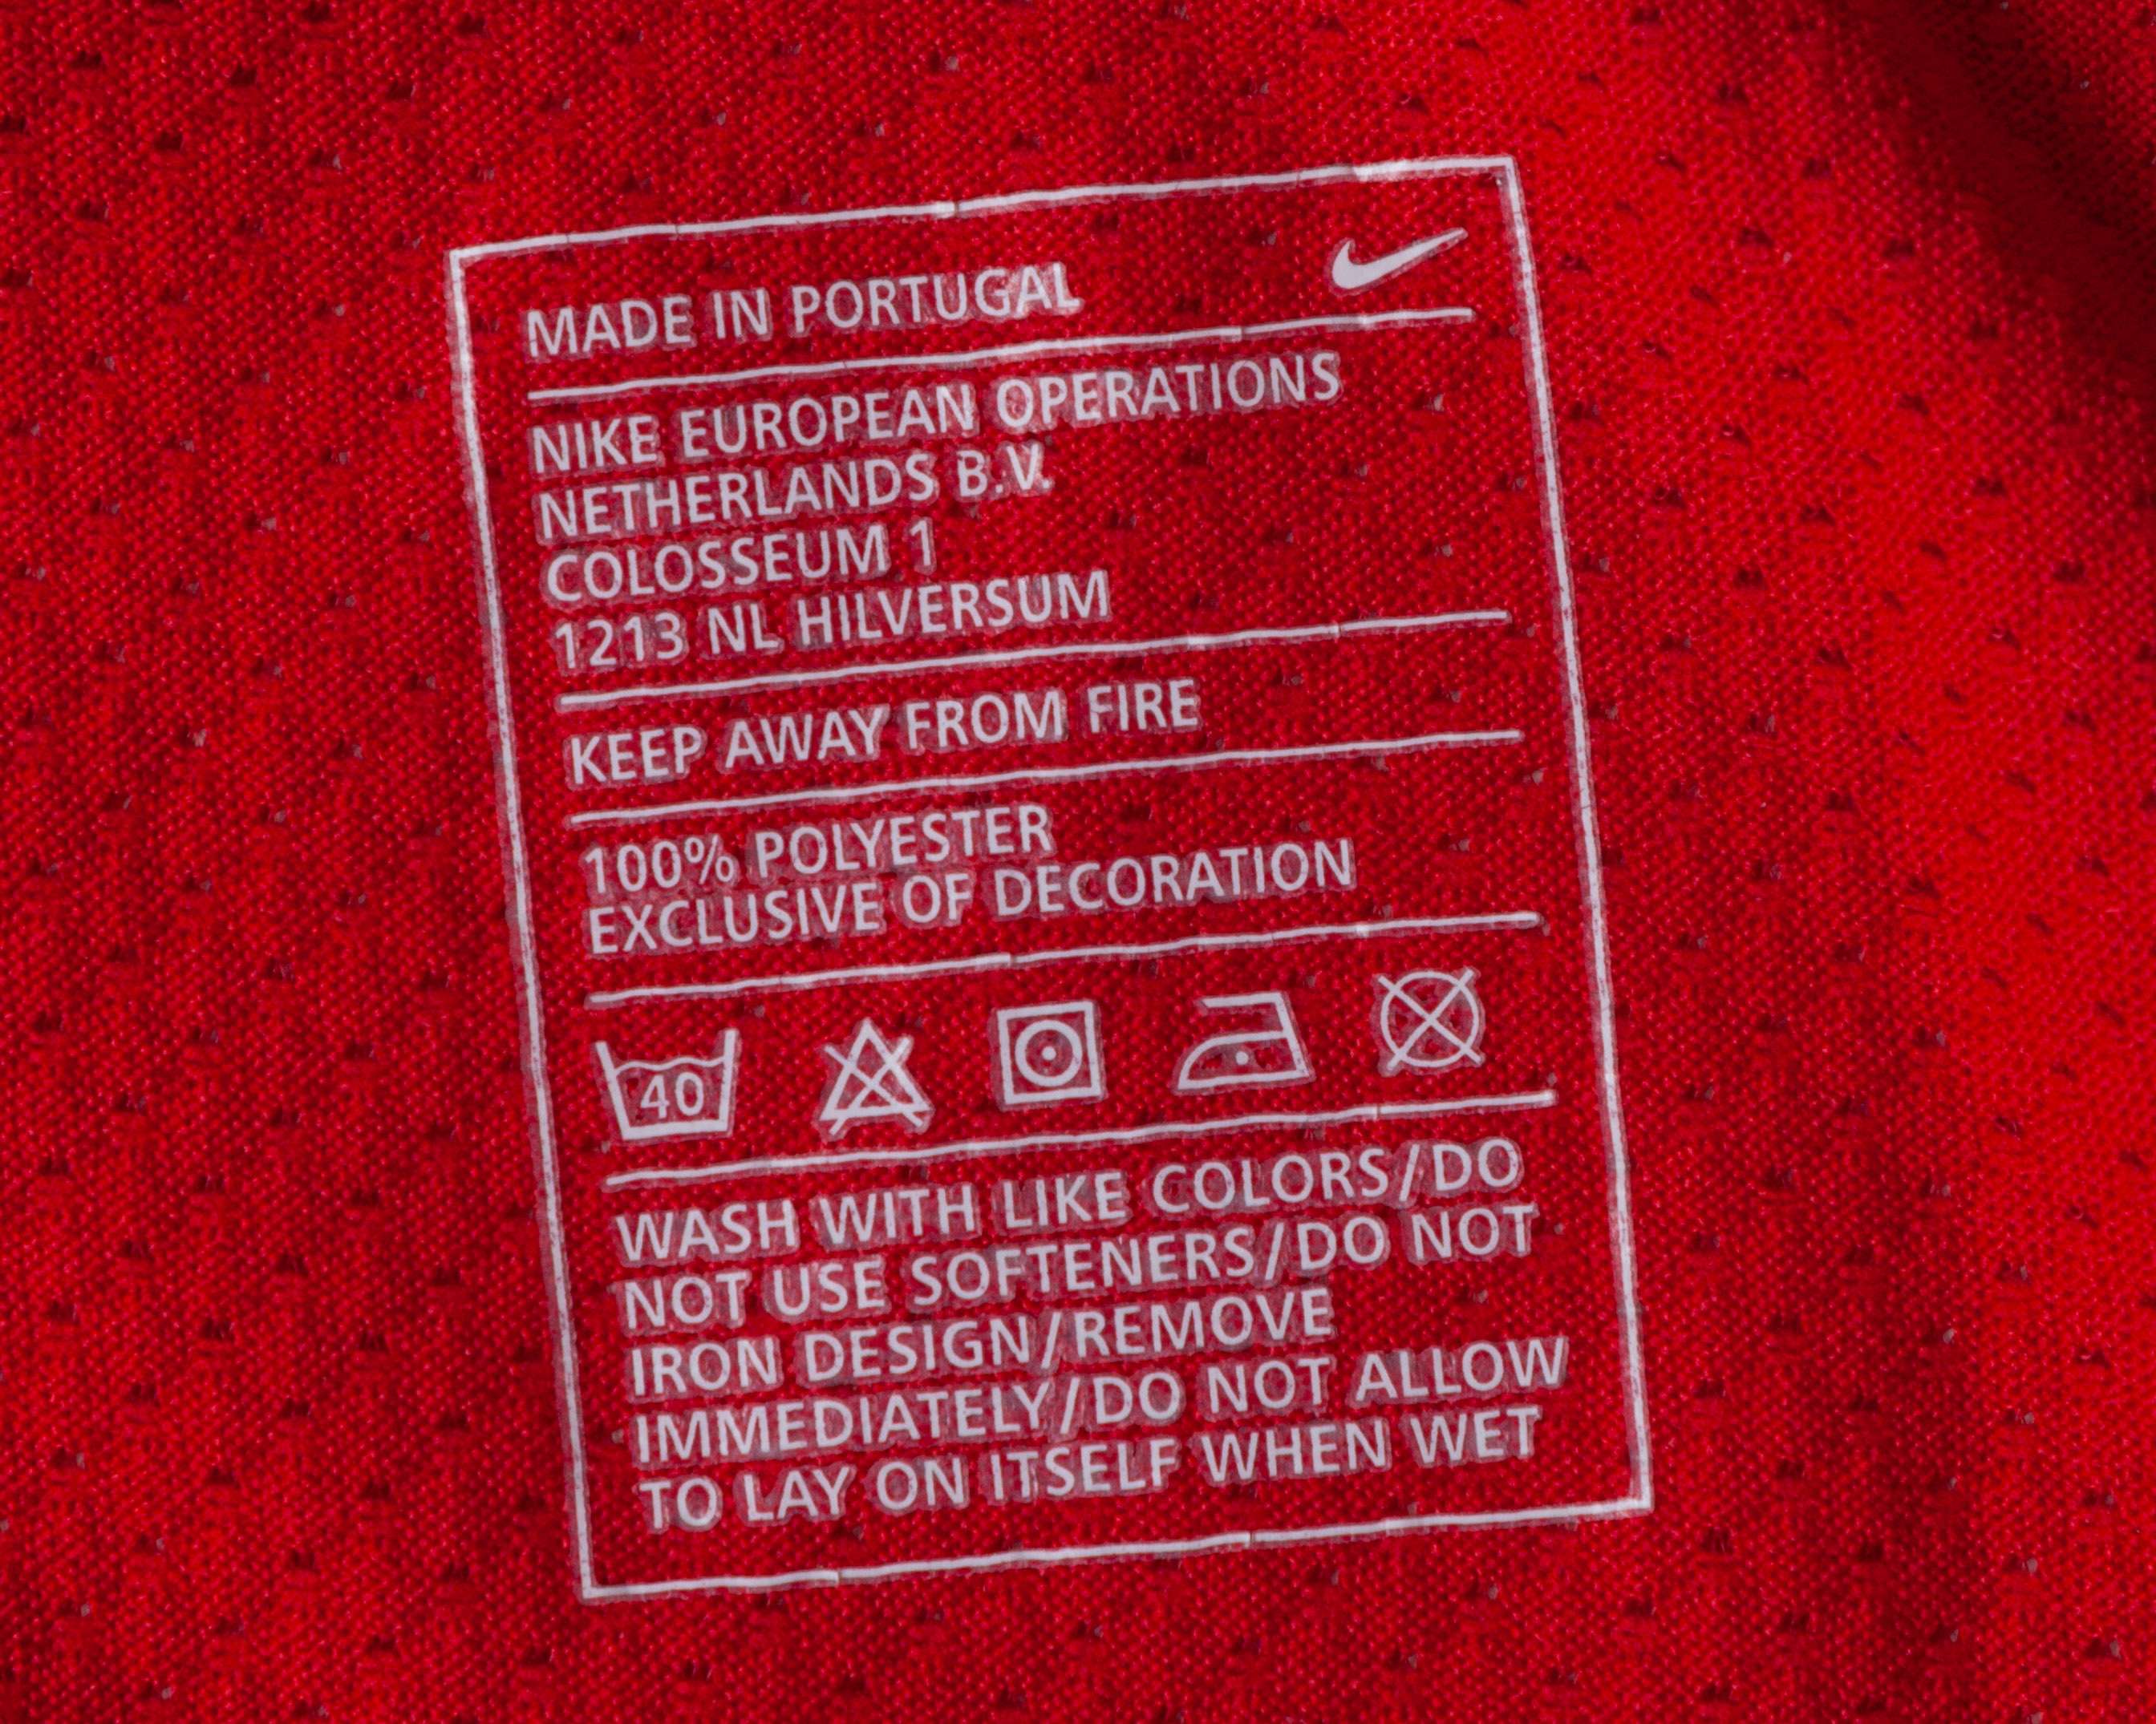 MADE IN PORTUGAL
NIKE EUROPEAN OPERATIONS
NETHERLANDS B.V.
COLOSSEUM 1
1213 NL HILVERSUM
KEEP AWAY FROM FIRE
100% POLYESTER
EXCLUSIVE OF DECORATION
40
WASH WITH LIKE COLORS/DO
NOT USE SOFTENERS/DO NOT
IRON DESIGN/REMOVE
IMMEDIATELY/DO NOT ALLOW
TO LAY ON ITSELF WHEN WET